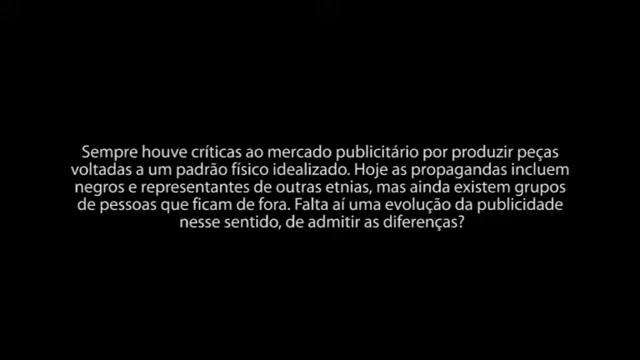 Sempre houve críticas ao mercado publicitário por produzir peças
voltadas a um padrão físico idealizado. Hoje as propagandas incluem
negros e representantes de outras etnias, mas ainda existem grupos
de pessoas que ficam de fora. Falta aí uma evolução da publicidade
nesse sentido, de admitir as diferenças?